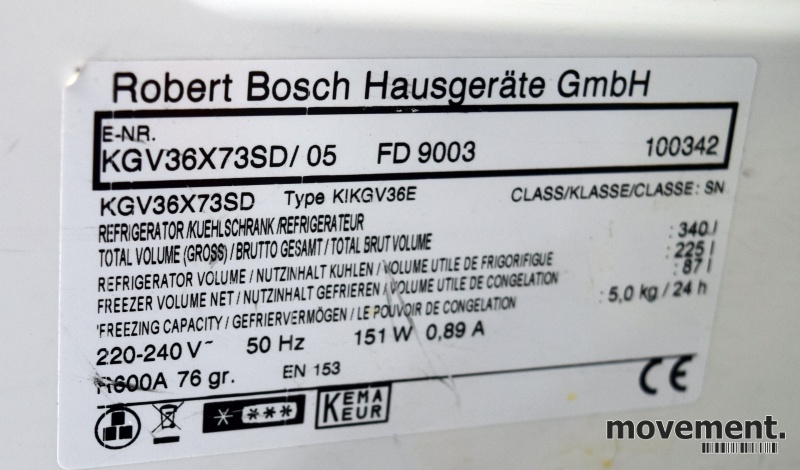 Robert Bosch Hausgeräte GmbH
E-NR.
KGV36X73SD/ 05 FD 9003 100342
KGV36X73SD Type KIKGV36E CLASS/KLASSE/CLASSE: SN
REFRIGERATOR/KUEHLSCHRANK/REFRIGERATEUR
TOTAL VOLUME (GROSS) / BRUTTO GESAMT / TOTAL BRUT VOLUME : 340 l
REFRIGERATOR VOLUME / NUTZINHALT KUHLEN / VOLUME UTILE DE FRIGORIFIGUE : 225 l
FREEZER VOLUME NET / NUTZINHALT GEFRIEREN / VOLUME UTILE DE CONGELATION : 87 l
'FREEZING CAPACITY / GEFRIERVERMÖGEN / LE POUVOIR DE CONGELATION : 5,0 kg / 24 h
220-240 V~ 50 Hz 151 W 0,89 A
R600A 76 gr. EN 153
KEMA
KEUR
CE
movement.